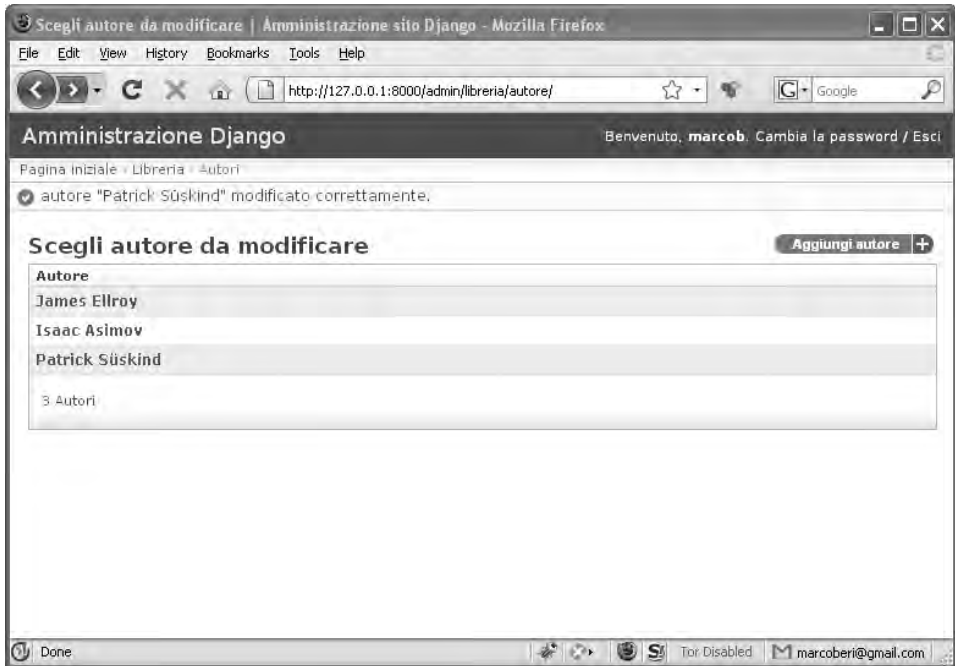 Scegli autore da modificare | Amministrazione sito Django - Mozilla Firefox
File Edit View History Bookmarks Tools Help
http://127.0.0.1:8000/admin/libreria/autore/ G Google
Amministrazione Django Benvenuto, marcob. Cambia la password / Esci
Pagina iniziale › Libreria › Autori
autore "Patrick Süskind" modificato correttamente.
Scegli autore da modificare Aggiungi autore +
Autore
James Ellroy
Isaac Asimov
Patrick Süskind
3 Autori
Done S Tor Disabled M marcoberi@gmail.com